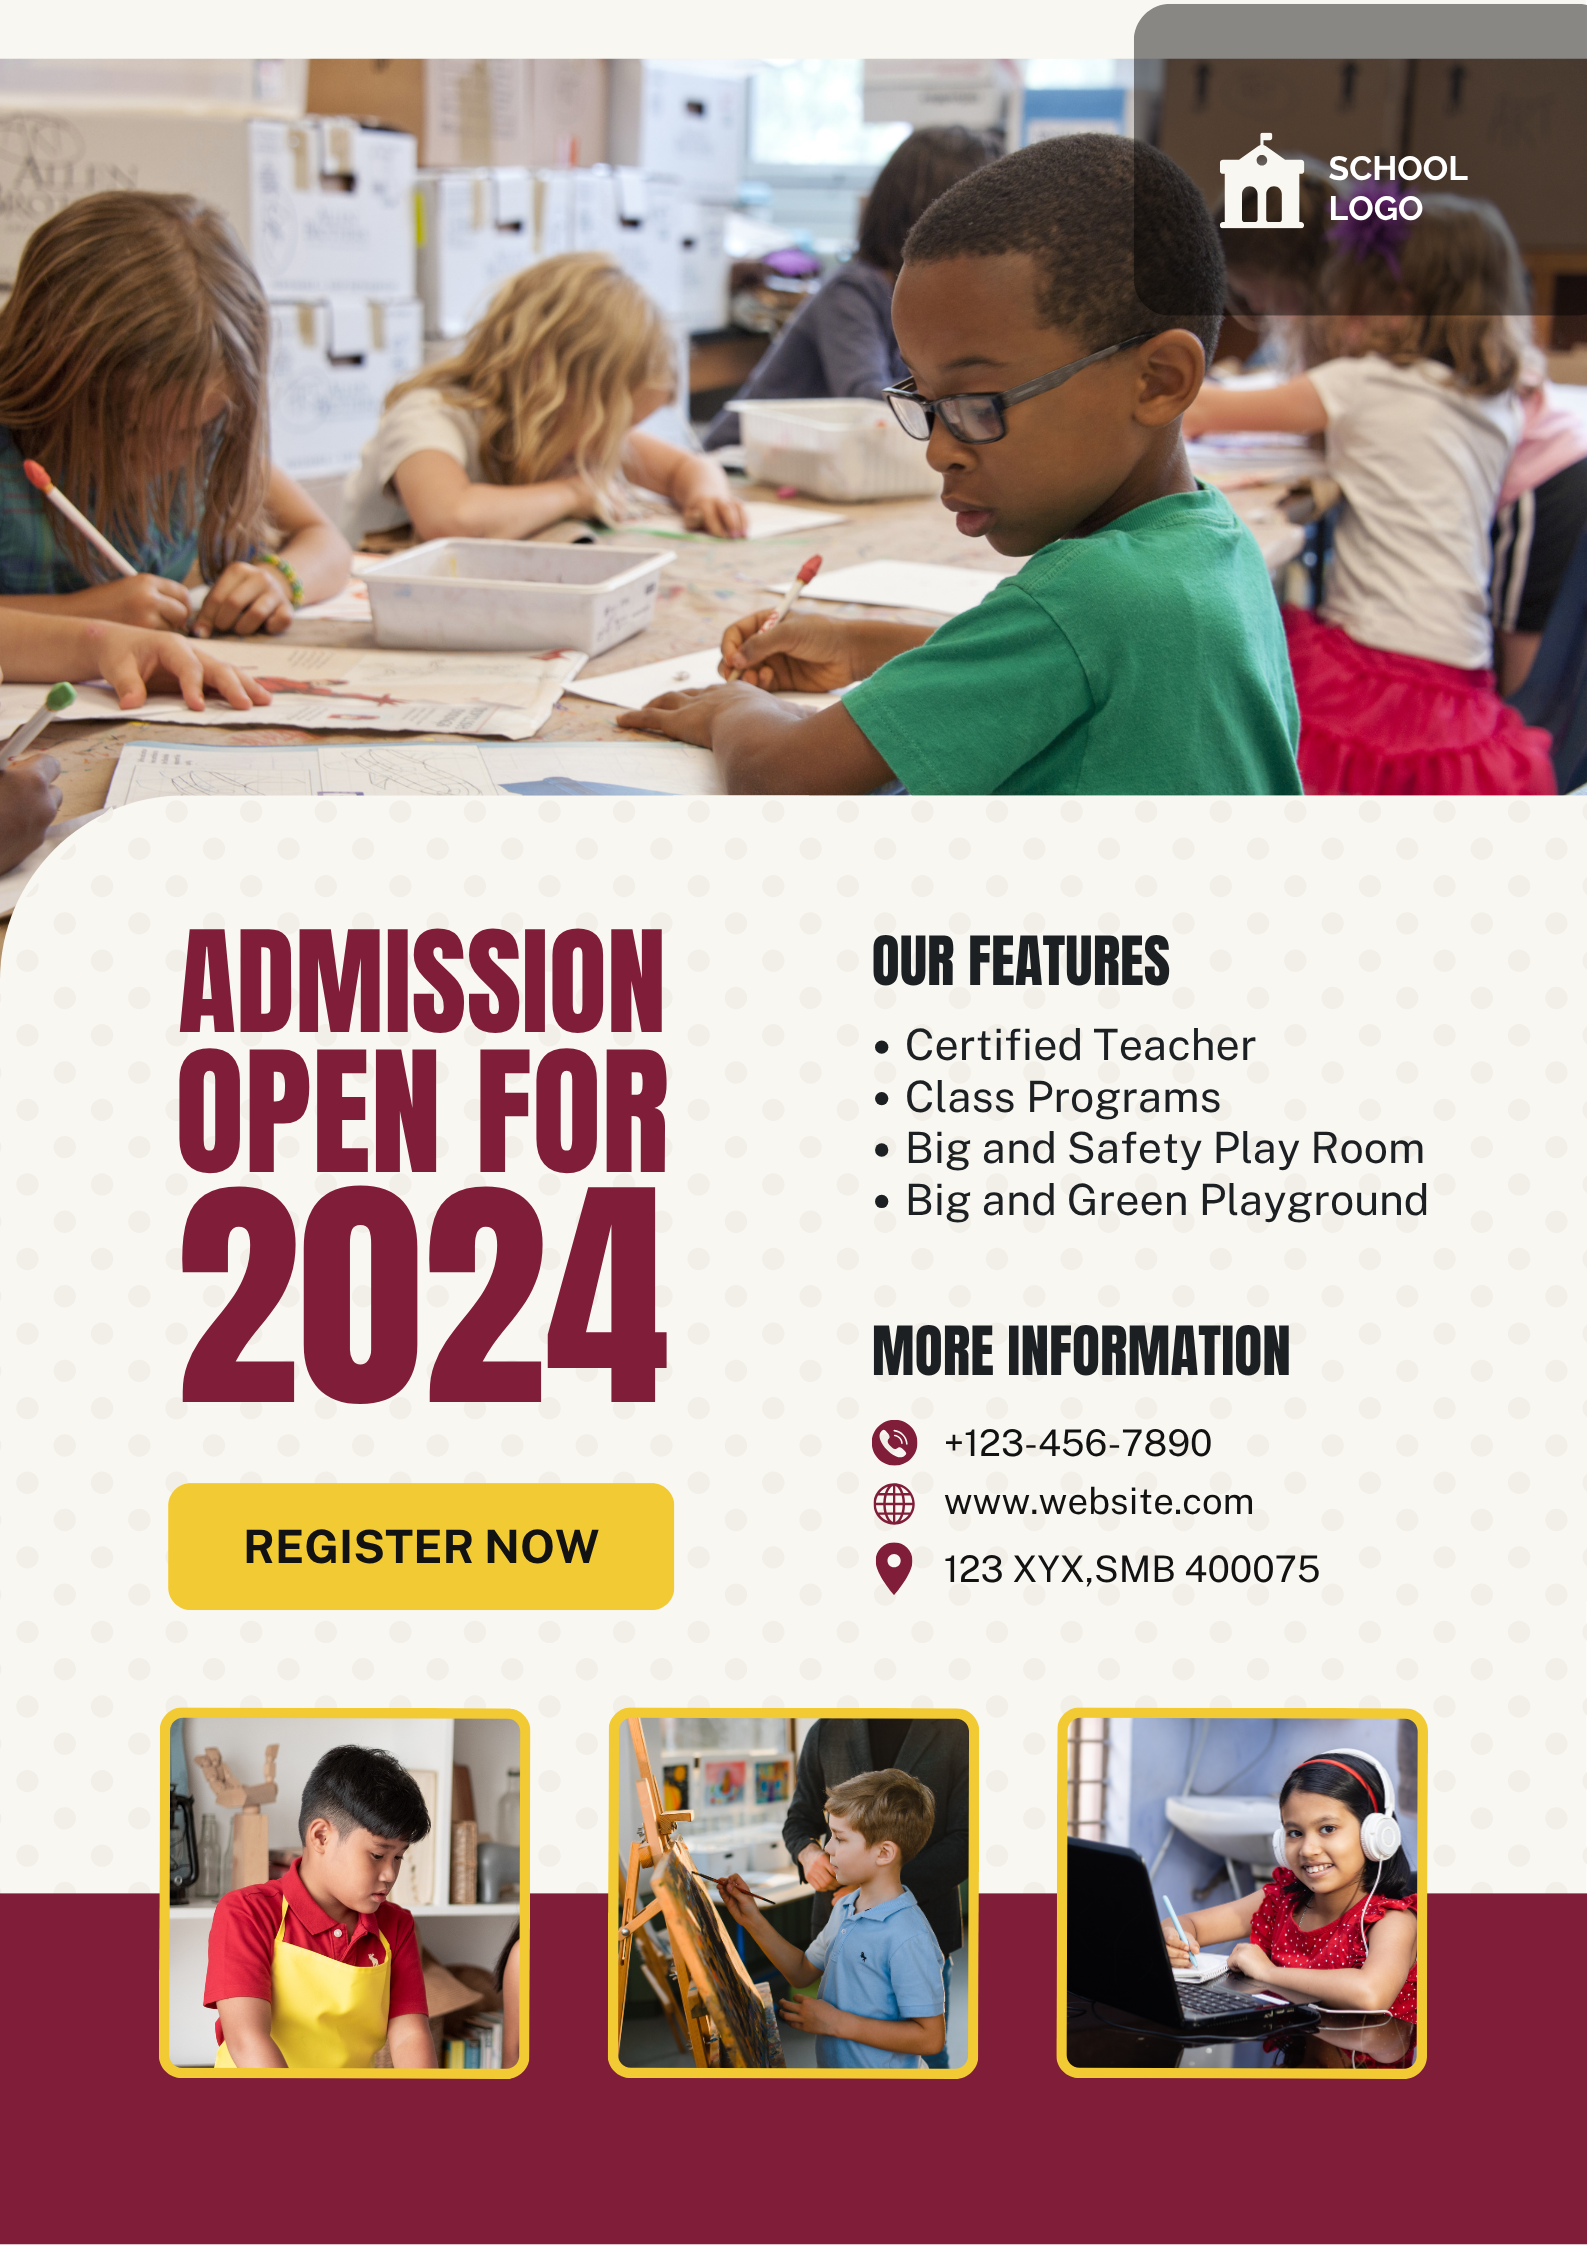 SCHOOL
LOGO
ADMISSION
OPEN FOR
2024
REGISTER NOW
OUR FEATURES
• Certified Teacher
• Class Programs
• Big and Safety Play Room
• Big and Green Playground
MORE INFORMATION
+123-456-7890
www.website.com
123 XYX,SMB 400075